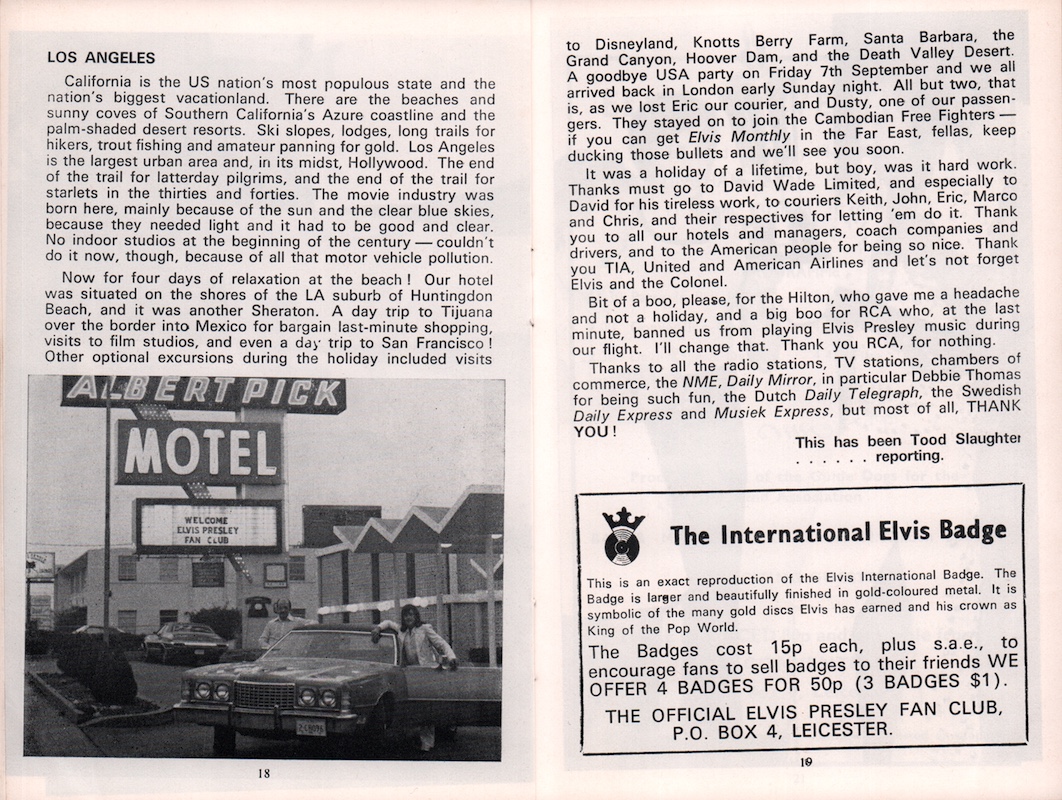 LOS ANGELES
California is the US nation's most populous state and the
nation's biggest vacationland. There are the beaches and
sunny coves of Southern California's Azure coastline and the
palm-shaded desert resorts. Ski slopes, lodges, long trails for
hikers, trout fishing and amateur panning for gold. Los Angeles
is the largest urban area and, in its midst, Hollywood. The end
of the trail for latterday pilgrims, and the end of the trail for
starlets in the thirties and forties. The movie industry was
born here, mainly because of the sun and the clear blue skies,
because they needed light and it had to be good and clear.
No indoor studios at the beginning of the century — couldn't
do it now, though, because of all that motor vehicle pollution.
Now for four days of relaxation at the beach! Our hotel
was situated on the shores of the LA suburb of Huntingdon
Beach, and it was another Sheraton. A day trip to Tijuana
over the border into Mexico for bargain last-minute shopping,
visits to film studios, and even a day trip to San Francisco!
Other optional excursions during the holiday included visits
ALBERT PICK
MOTEL
WELCOME
ELVIS PRESLEY
FAN CLUB
18
to Disneyland, Knotts Berry Farm, Santa Barbara, the
Grand Canyon, Hoover Dam, and the Death Valley Desert.
A goodbye USA party on Friday 7th September and we all
arrived back in London early Sunday night. All but two, that
is, as we lost Eric our courier, and Dusty, one of our passen-
gers. They stayed on to join the Cambodian Free Fighters —
if you can get Elvis Monthly in the Far East, fellas, keep
ducking those bullets and we'll see you soon.
It was a holiday of a lifetime, but boy, was it hard work.
Thanks must go to David Wade Limited, and especially to
David for his tireless work, to couriers Keith, John, Eric, Marco
and Chris, and their respectives for letting 'em do it. Thank
you to all our hotels and managers, coach companies and
drivers, and to the American people for being so nice. Thank
you TIA, United and American Airlines and let's not forget
Elvis and the Colonel.
Bit of a boo, please, for the Hilton, who gave me a headache
and not a holiday, and a big boo for RCA who, at the last
minute, banned us from playing Elvis Presley music during
our flight. I'll change that. Thank you RCA, for nothing.
Thanks to all the radio stations, TV stations, chambers of
commerce, the NME, Daily Mirror, in particular Debbie Thomas
for being such fun, the Dutch Daily Telegraph, the Swedish
Daily Express and Musiek Express, but most of all, THANK
YOU!
This has been Tood Slaughter
. . . . . . reporting.
The International Elvis Badge
This is an exact reproduction of the Elvis International Badge. The
Badge is larger and beautifully finished in gold-coloured metal. It is
symbolic of the many gold discs Elvis has earned and his crown as
King of the Pop World.
The Badges cost 15p each, plus s.a.e., to
encourage fans to sell badges to their friends WE
OFFER 4 BADGES FOR 50p (3 BADGES $1).
THE OFFICIAL ELVIS PRESLEY FAN CLUB,
P.O. BOX 4, LEICESTER.
19